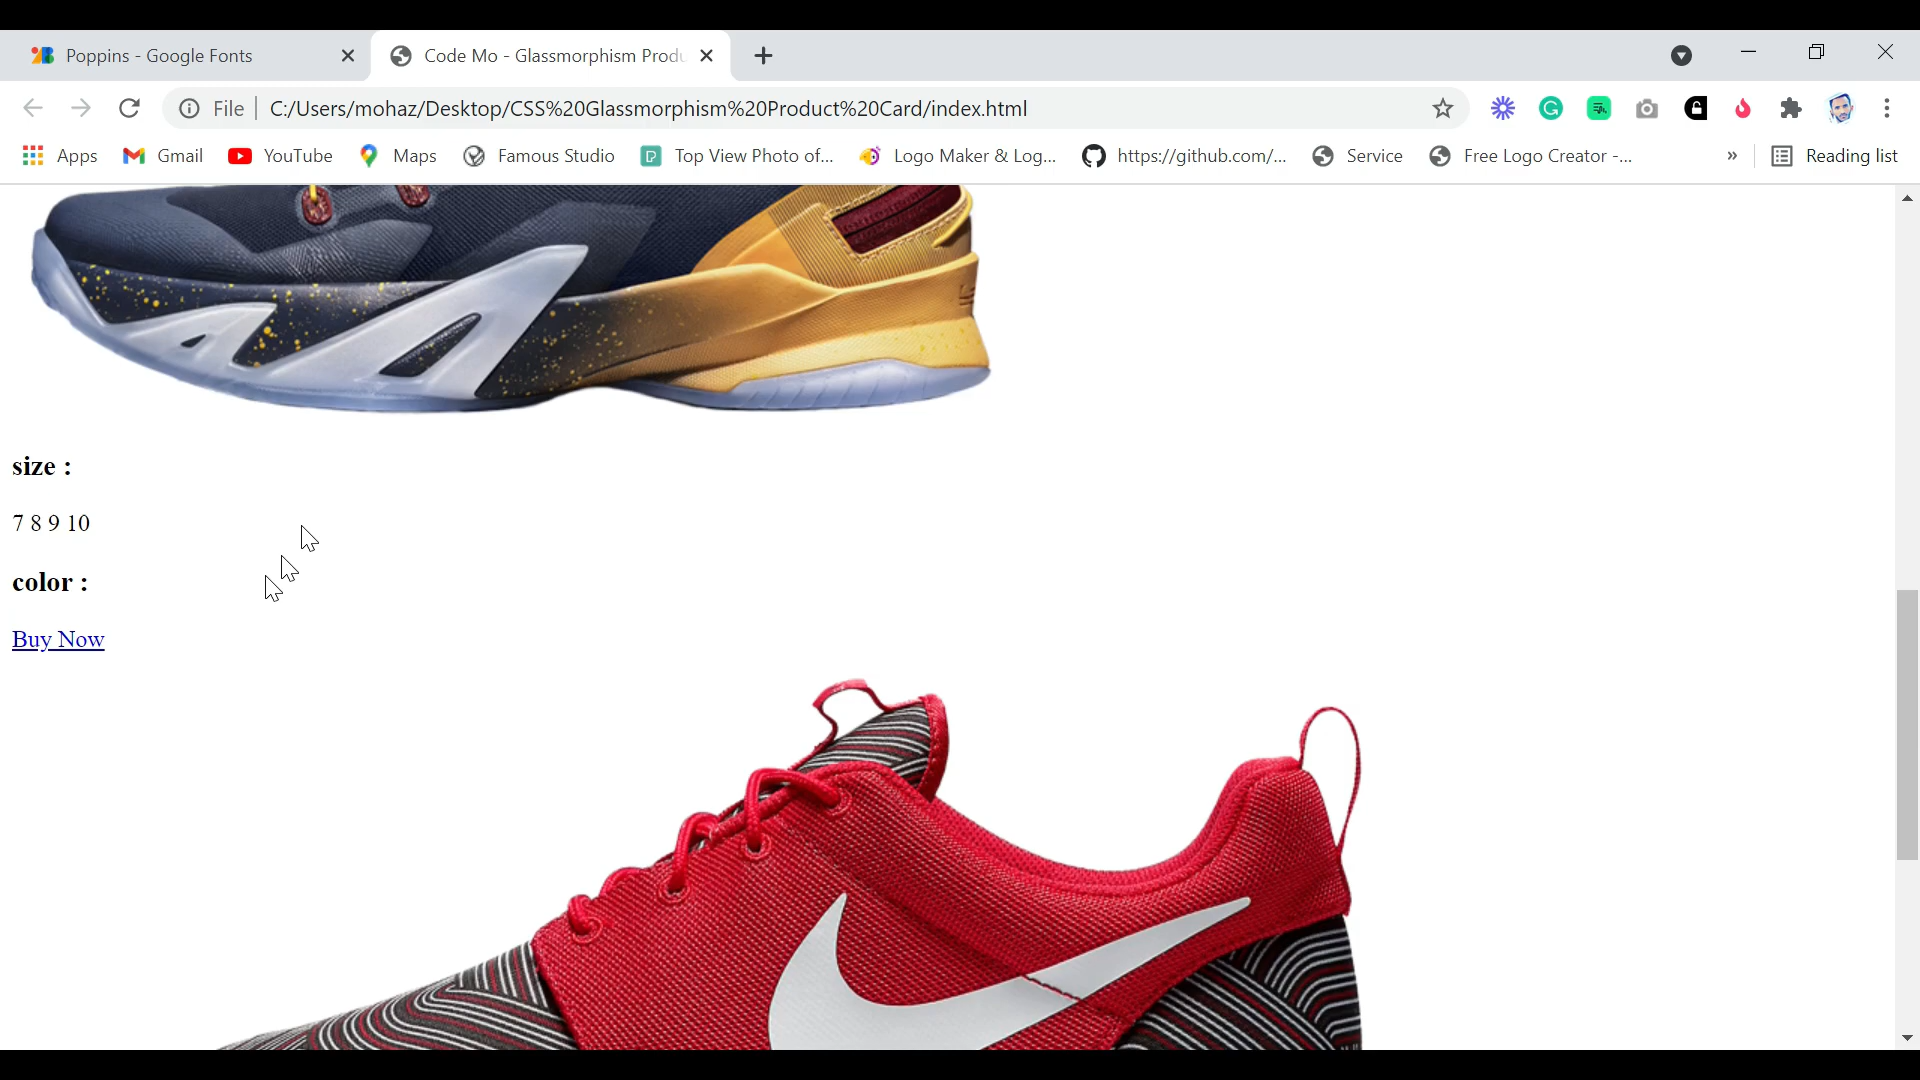 Poppins - Google Fonts
Code Mo - Glassmorphism Produ
File
C:/Users/mohaz/Desktop/CSS%20Glassmorphism%20Product%20Card/index.html
Apps
Gmail
YouTube
Maps
Famous Studio
Top View Photo of...
Logo Maker & Log...
https://github.com/...
Service
Free Logo Creator -...
»
Reading list
size :
7 8 9 10
color :
Buy Now